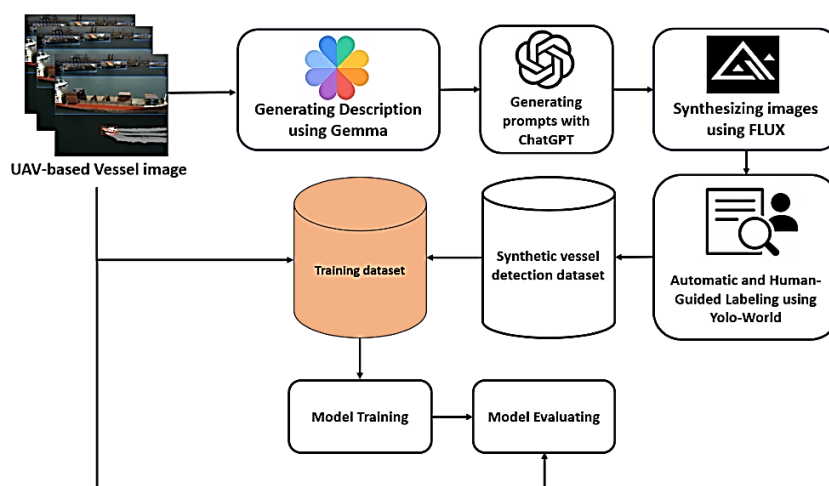 UAV-based Vessel image
Generating Description
using Gemma
Generating
prompts with
ChatGPT
Synthesizing images
using FLUX
Automatic and Human-
Guided Labeling using
Yolo-World
Synthetic vessel
detection dataset
Training dataset
Model Training
Model Evaluating